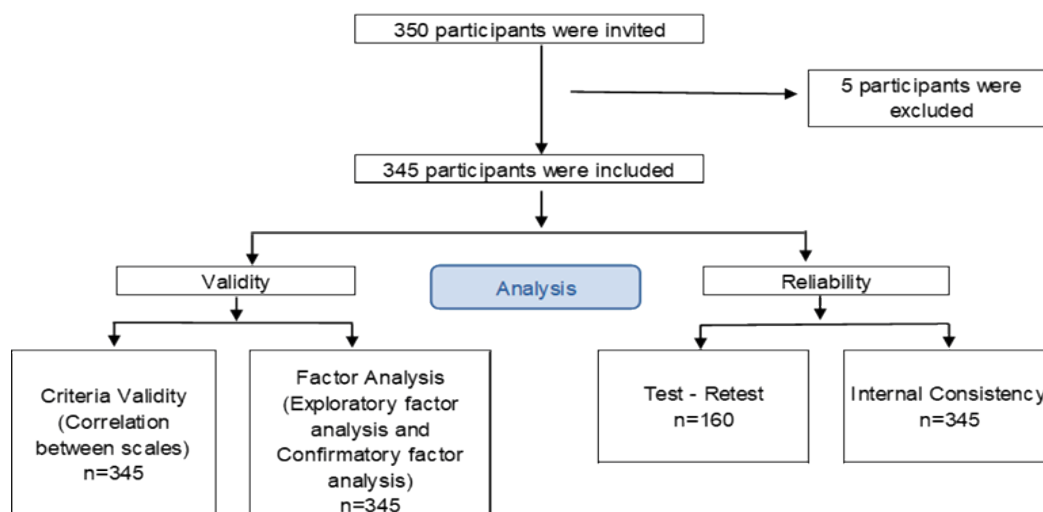 350 participants were invited
5 participants were
excluded
345 participants were included
Validity
Analysis
Reliability
Criteria Validity
(Correlation
between scales)
n=345
Factor Analysis
(Exploratory factor
analysis and
Confirmatory factor
analysis)
n=345
Test - Retest
n=160
Internal Consistency
n=345